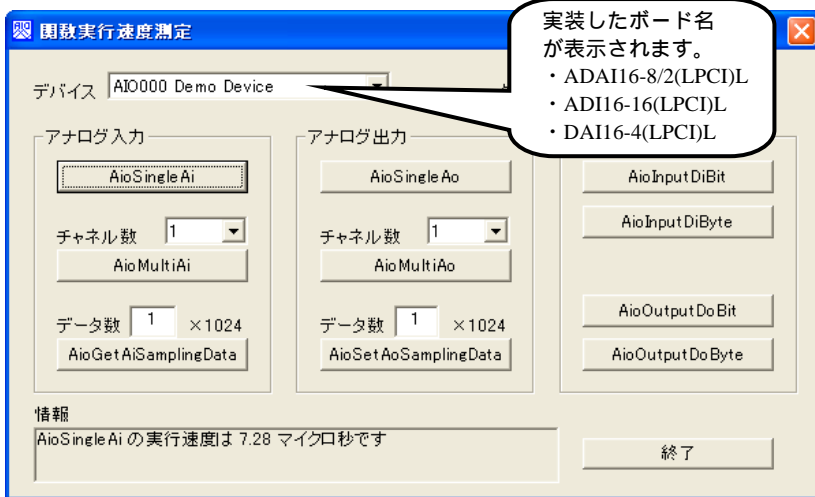 関数実行速度測定
実装したボード名
が表示されます。
・ADAI16-8/2(LPCI)L
・ADI16-16(LPCI)L
・DAI16-4(LPCI)L
デバイス AIO000 Demo Device
アナログ入力
AioSingleAi
チャネル数 1
AioMultiAi
データ数 1 ×1024
AioGetAiSamplingData
アナログ出力
AioSingleAo
チャネル数 1
AioMultiAo
データ数 1 ×1024
AioSetAoSamplingData
AioInputDiBit
AioInputDiByte
AioOutputDoBit
AioOutputDoByte
情報
AioSingleAi の実行速度は 7.28 マイクロ秒です
終了